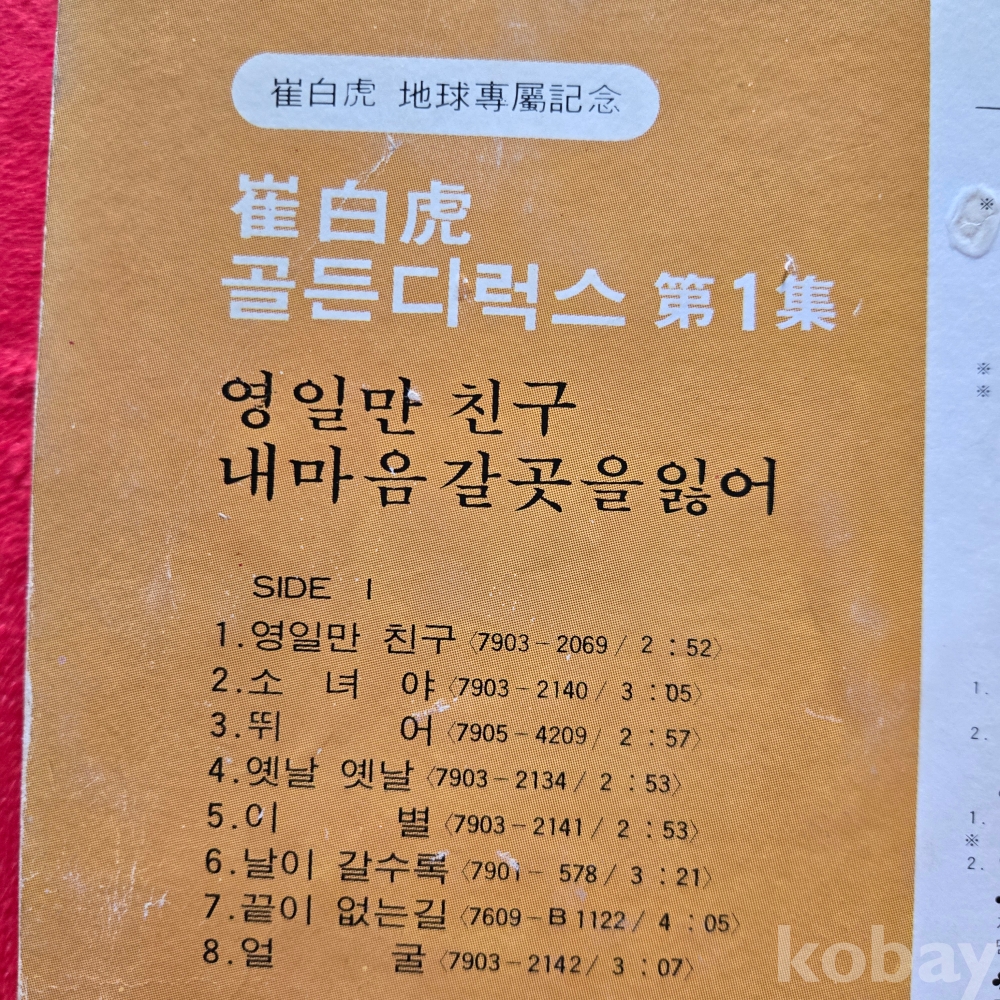 崔白虎 地球專屬記念
崔白虎
골든디럭스 第1集
영일만 친구
내마음갈곳을잃어
SIDE I
1.영일만 친구 〈7903-2069/ 2 : 52〉
2.소 녀 야 〈7903-2140/ 3 : 05〉
3.뛰 어 〈7905-4209/ 2 : 57〉
4.옛날 옛날 〈7903-2134/ 2 : 53〉
5.이 별 〈7903-2141/ 2 : 53〉
6.날이 갈수록 〈7901- 578/ 3 : 21〉
7.끝이 없는길 〈7609-B1122/ 4 : 05〉
8.얼 굴 〈7903-2142/ 3 : 07〉
※
※
※
1.
2.
1.
※
2.
kobay